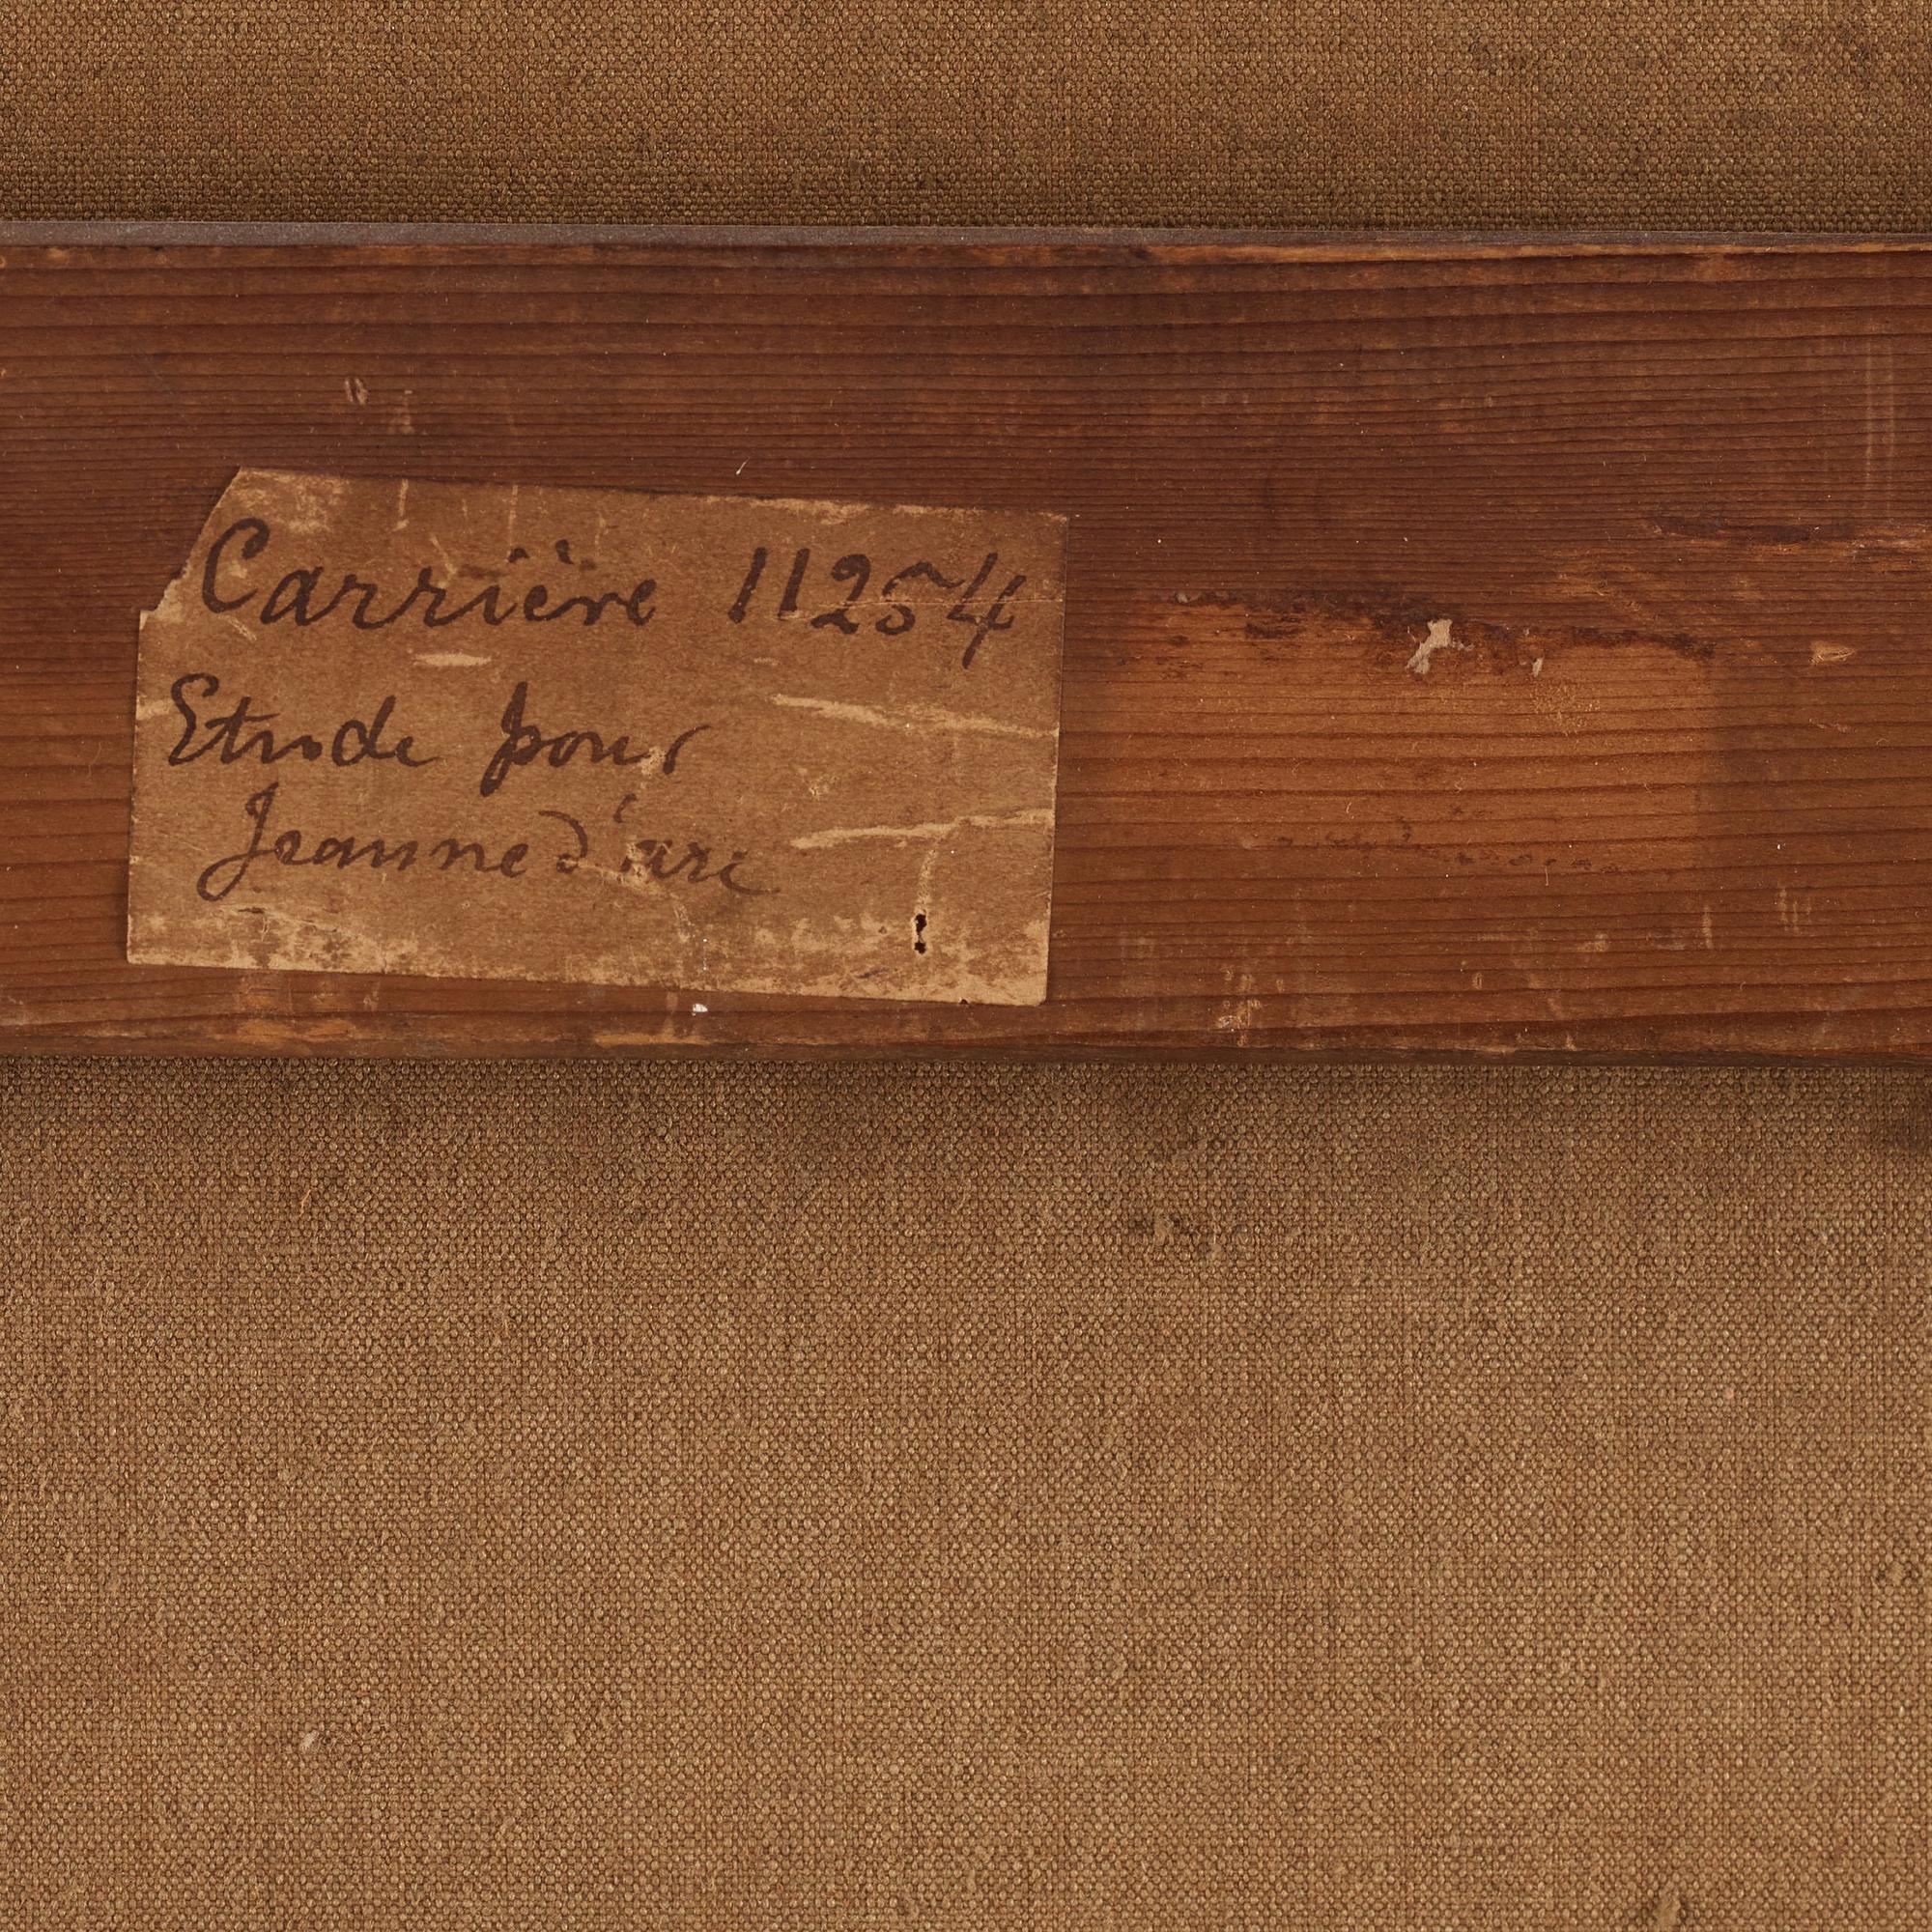 Carrière 11254
Etude pour
Jeanne d'arc